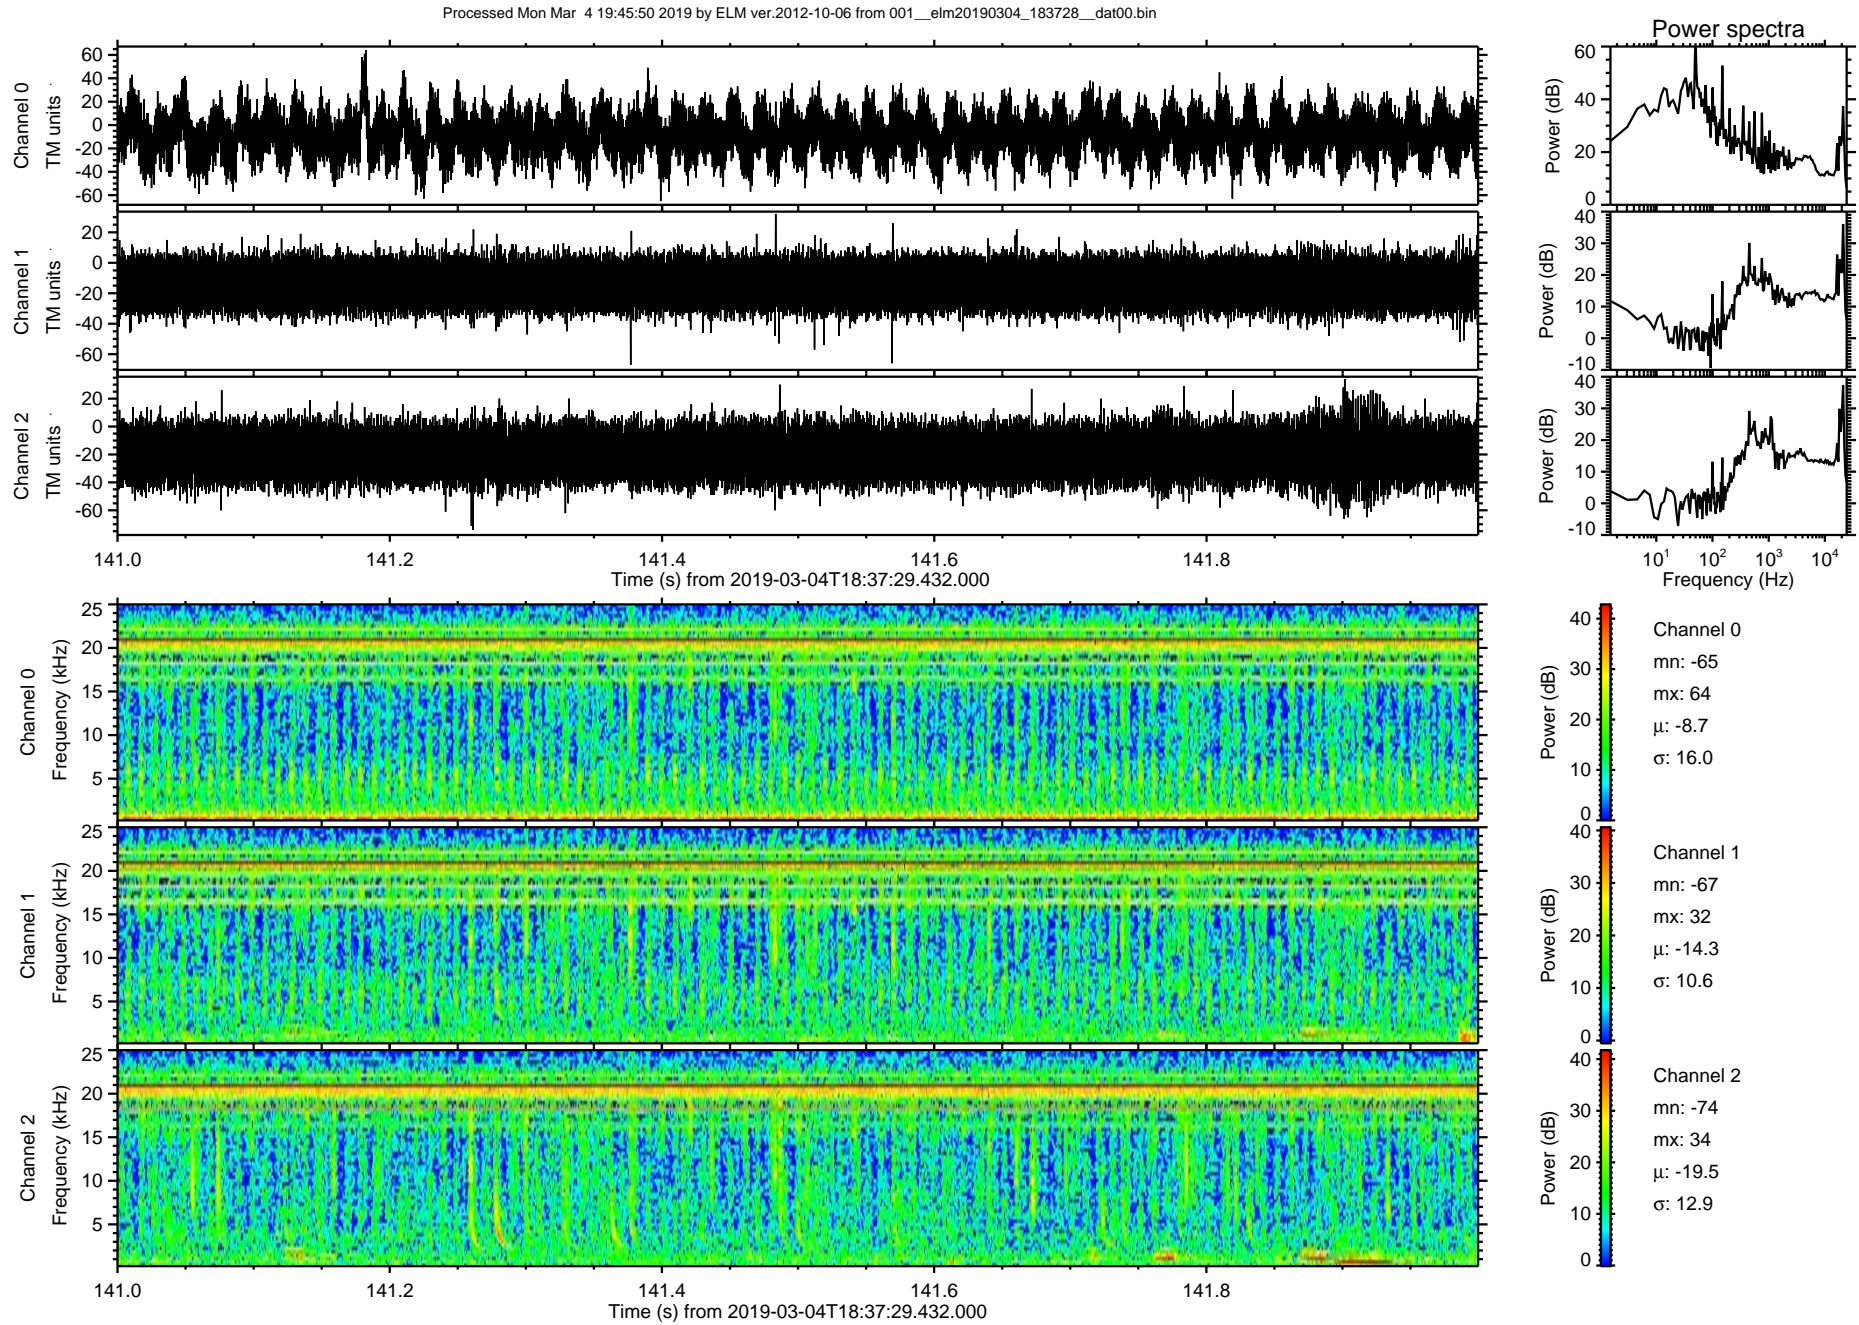 Processed Mon Mar  4 19:45:50 2019 by ELM ver.2012-10-06 from 001__elm20190304_183728__dat00.bin
Power spectra
Channel 0
TM units
60
40
20
0
-20
-40
-60
Power (dB)
60
40
20
0
Channel 1
TM units
20
0
-20
-40
-60
Power (dB)
40
30
20
10
0
-10
Channel 2
TM units
20
0
-20
-40
-60
Power (dB)
40
30
20
10
0
-10
141.0 141.2 141.4 141.6 141.8
Time (s) from 2019-03-04T18:37:29.432.000
10^1 10^2 10^3 10^4
Frequency (Hz)
Channel 0
Frequency (kHz)
25
20
15
10
5
Power (dB)
40
30
20
10
0
Channel 0
mn: -65
mx: 64
μ: -8.7
σ: 16.0
Channel 1
Frequency (kHz)
25
20
15
10
5
Power (dB)
40
30
20
10
0
Channel 1
mn: -67
mx: 32
μ: -14.3
σ: 10.6
Channel 2
Frequency (kHz)
25
20
15
10
5
Power (dB)
40
30
20
10
0
Channel 2
mn: -74
mx: 34
μ: -19.5
σ: 12.9
141.0 141.2 141.4 141.6 141.8
Time (s) from 2019-03-04T18:37:29.432.000